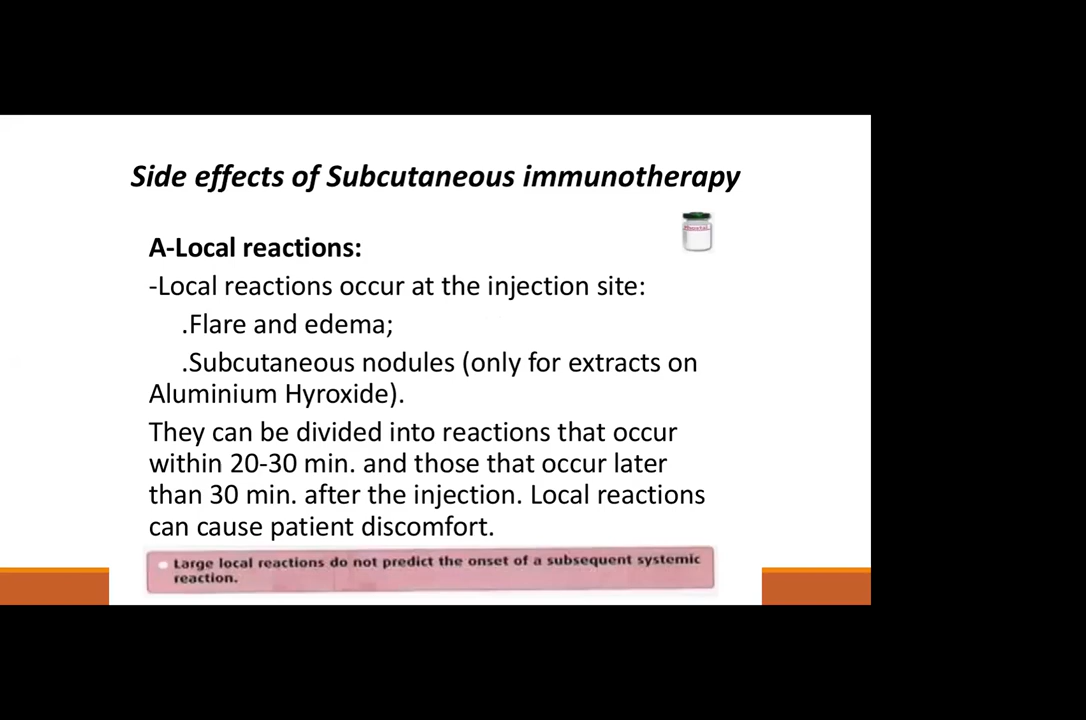 Side effects of Subcutaneous immunotherapy
A-Local reactions:
-Local reactions occur at the injection site:
.Flare and edema;
.Subcutaneous nodules (only for extracts on
Aluminium Hyroxide).
They can be divided into reactions that occur
within 20-30 min. and those that occur later
than 30 min. after the injection. Local reactions
can cause patient discomfort.
Large local reactions do not predict the onset of a subsequent systemic
reaction.